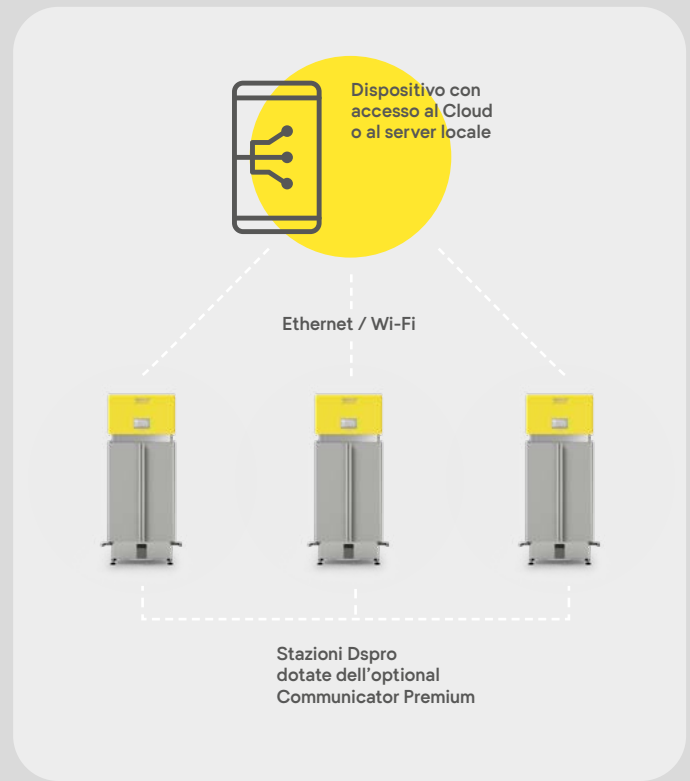 Dispositivo con
accesso al Cloud
o al server locale
Ethernet / Wi-Fi
Stazioni Dspro
dotate dell'optional
Communicator Premium